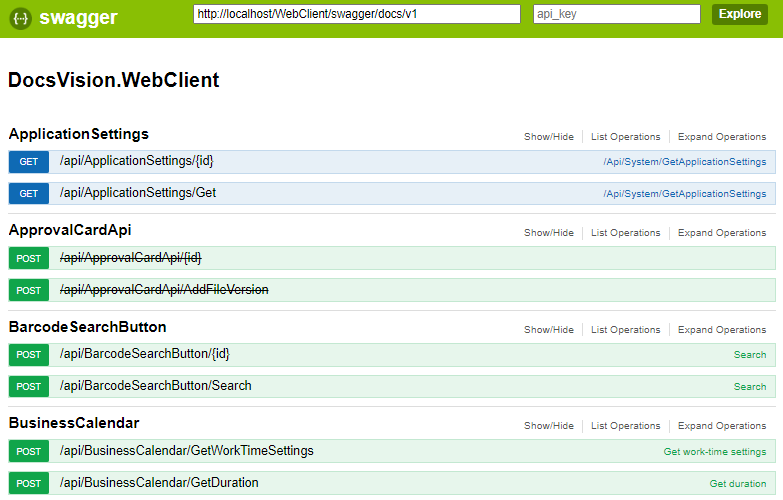 {··} swagger http://localhost/WebClient/swagger/docs/v1 api_key Explore
DocsVision.WebClient
ApplicationSettings Show/Hide List Operations Expand Operations
GET /api/ApplicationSettings/{id} /Api/System/GetApplicationSettings
GET /api/ApplicationSettings/Get /Api/System/GetApplicationSettings
ApprovalCardApi Show/Hide List Operations Expand Operations
POST /api/ApprovalCardApi/{id}
POST /api/ApprovalCardApi/AddFileVersion
BarcodeSearchButton Show/Hide List Operations Expand Operations
POST /api/BarcodeSearchButton/{id} Search
POST /api/BarcodeSearchButton/Search Search
BusinessCalendar Show/Hide List Operations Expand Operations
POST /api/BusinessCalendar/GetWorkTimeSettings Get work-time settings
POST /api/BusinessCalendar/GetDuration Get duration